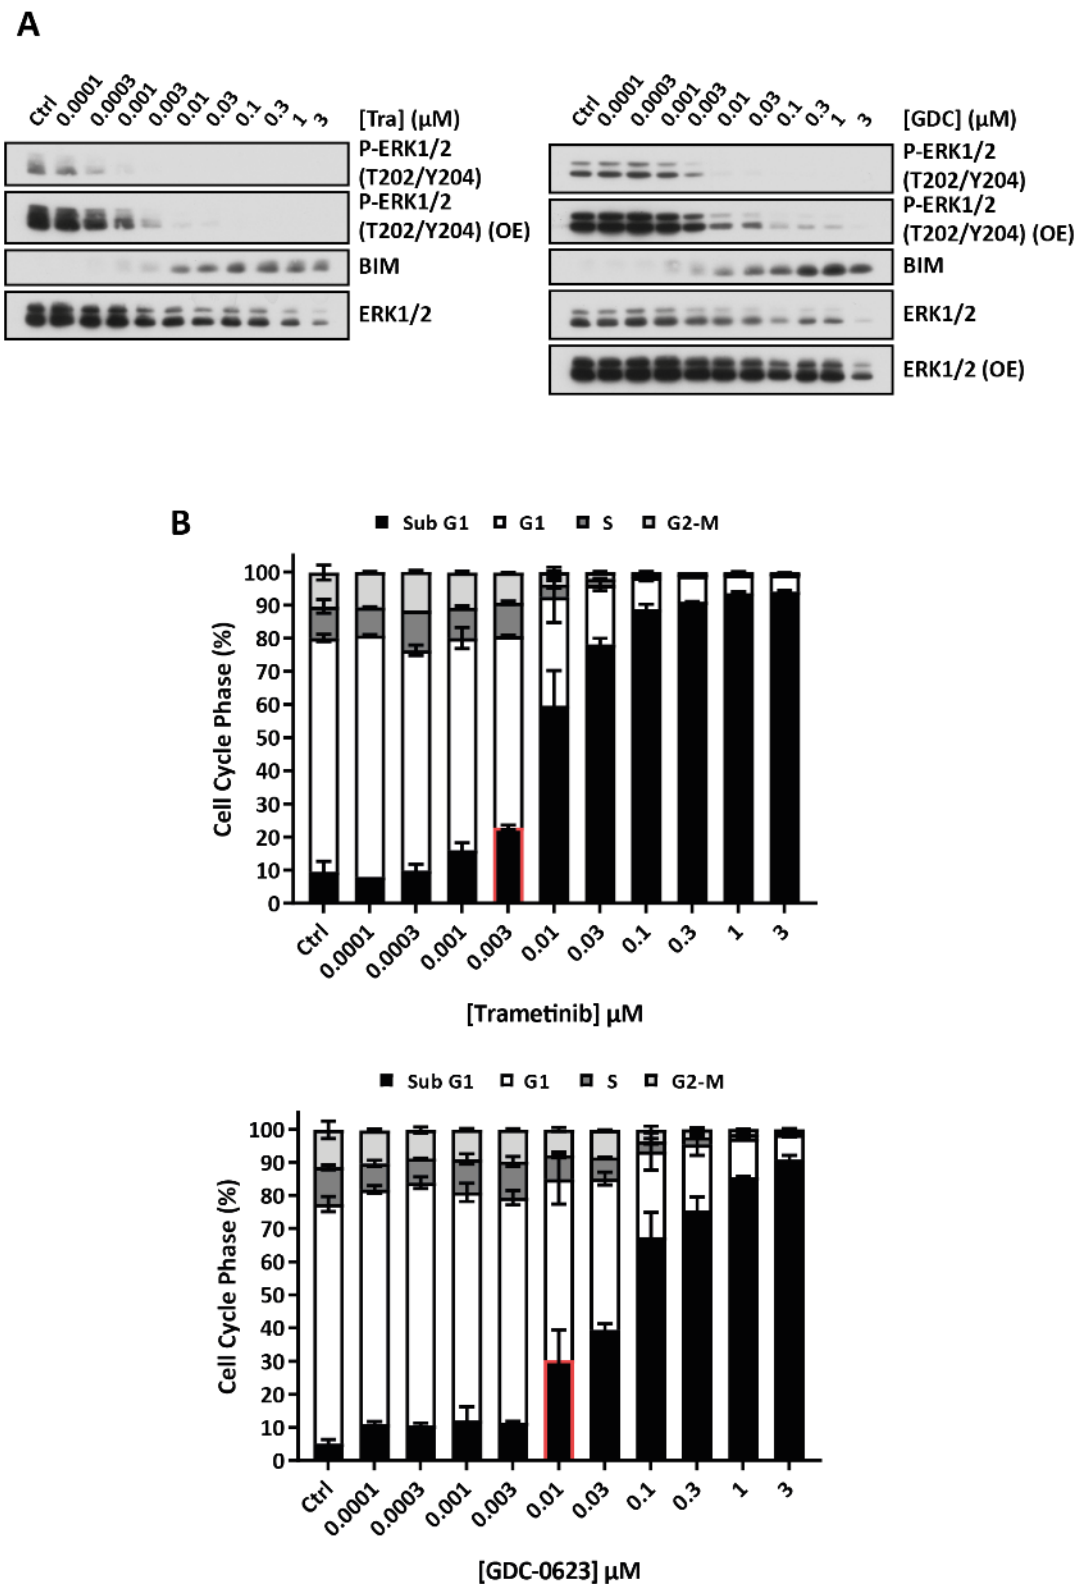 A
Ctrl 0.0001 0.0003 0.001 0.003 0.01 0.03 0.1 0.3 1 3 [Tra] (μM)
P-ERK1/2
(T202/Y204)
P-ERK1/2
(T202/Y204) (OE)
BIM
ERK1/2
Ctrl 0.0001 0.0003 0.001 0.003 0.01 0.03 0.1 0.3 1 3 [GDC] (μM)
P-ERK1/2
(T202/Y204)
P-ERK1/2
(T202/Y204) (OE)
BIM
ERK1/2
ERK1/2 (OE)
B
Sub G1 G1 S G2-M
Cell Cycle Phase (%)
100
90
80
70
60
50
40
30
20
10
0
Ctrl 0.0001 0.0003 0.001 0.003 0.01 0.03 0.1 0.3 1 3
[Trametinib] μM
Sub G1 G1 S G2-M
Cell Cycle Phase (%)
100
90
80
70
60
50
40
30
20
10
0
Ctrl 0.0001 0.0003 0.001 0.003 0.01 0.03 0.1 0.3 1 3
[GDC-0623] μM